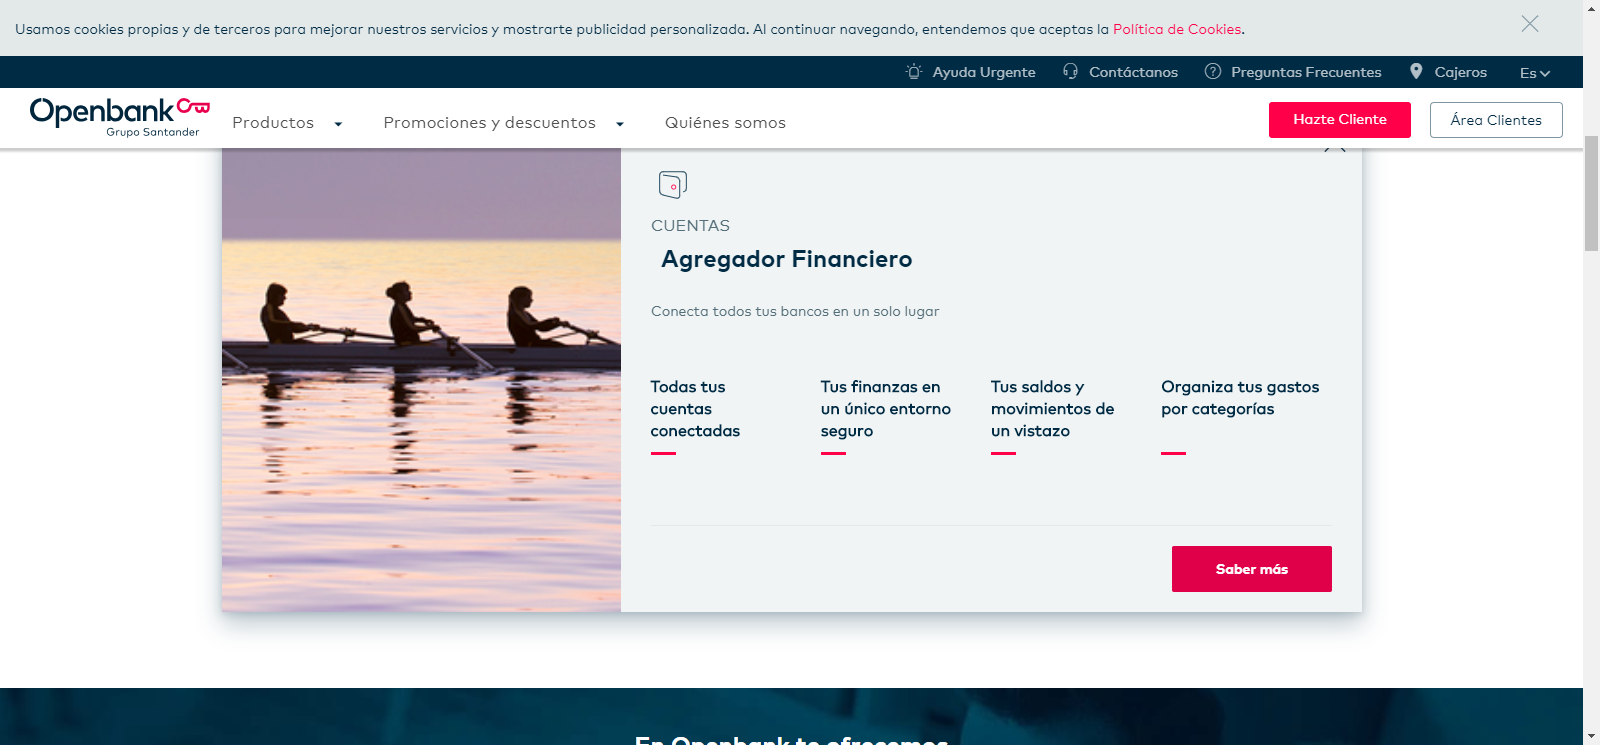 Usamos cookies propias y de terceros para mejorar nuestros servicios y mostrarte publicidad personalizada. Al continuar navegando, entendemos que aceptas la Política de Cookies.
Ayuda Urgente
Contáctanos
Preguntas Frecuentes
Cajeros
Es
Openbank
Grupo Santander
Productos
Promociones y descuentos
Quiénes somos
Hazte Cliente
Área Clientes
CUENTAS
Agregador Financiero
Conecta todos tus bancos en un solo lugar
Todas tus
cuentas
conectadas
Tus finanzas en
un único entorno
seguro
Tus saldos y
movimientos de
un vistazo
Organiza tus gastos
por categorías
Saber más
En Openbank te ofrecemos